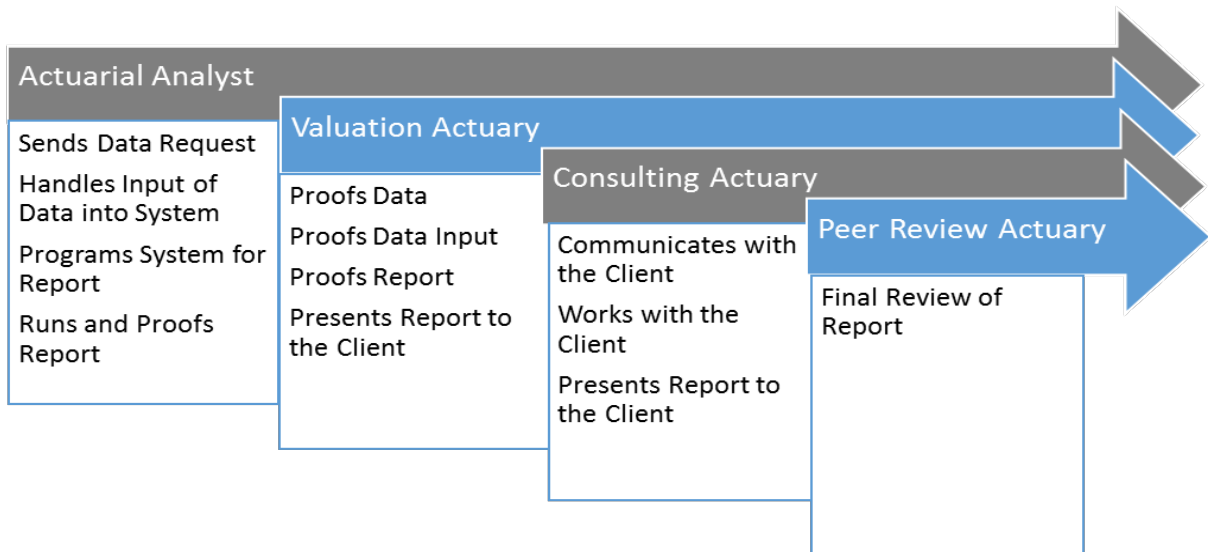 Actuarial Analyst
Sends Data Request
Handles Input of
Data into System
Programs System for
Report
Runs and Proofs
Report
Valuation Actuary
Proofs Data
Proofs Data Input
Proofs Report
Presents Report to
the Client
Consulting Actuary
Communicates with
the Client
Works with the
Client
Presents Report to
the Client
Peer Review Actuary
Final Review of
Report